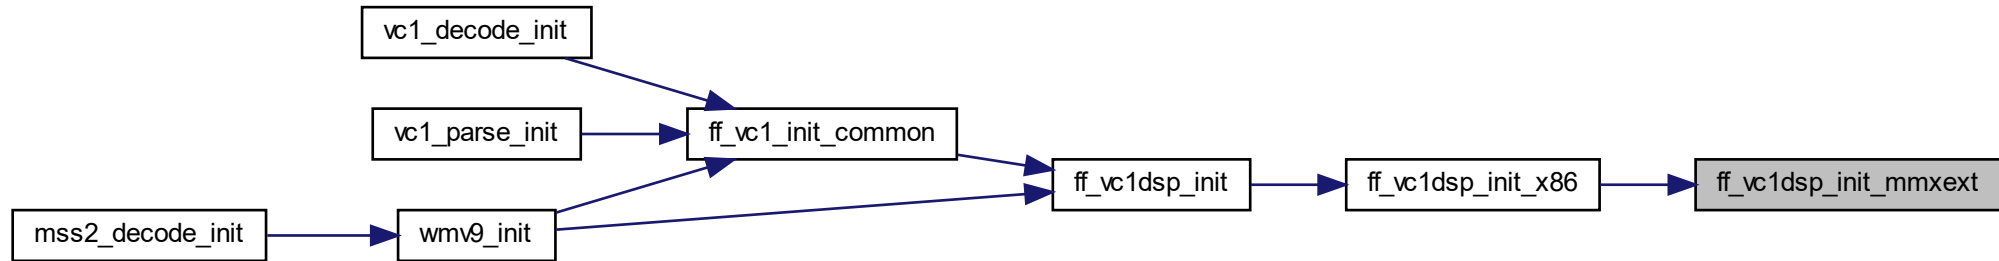 vc1_decode_init
vc1_parse_init
ff_vc1_init_common
ff_vc1dsp_init
ff_vc1dsp_init_x86
ff_vc1dsp_init_mmxext
mss2_decode_init
wmv9_init